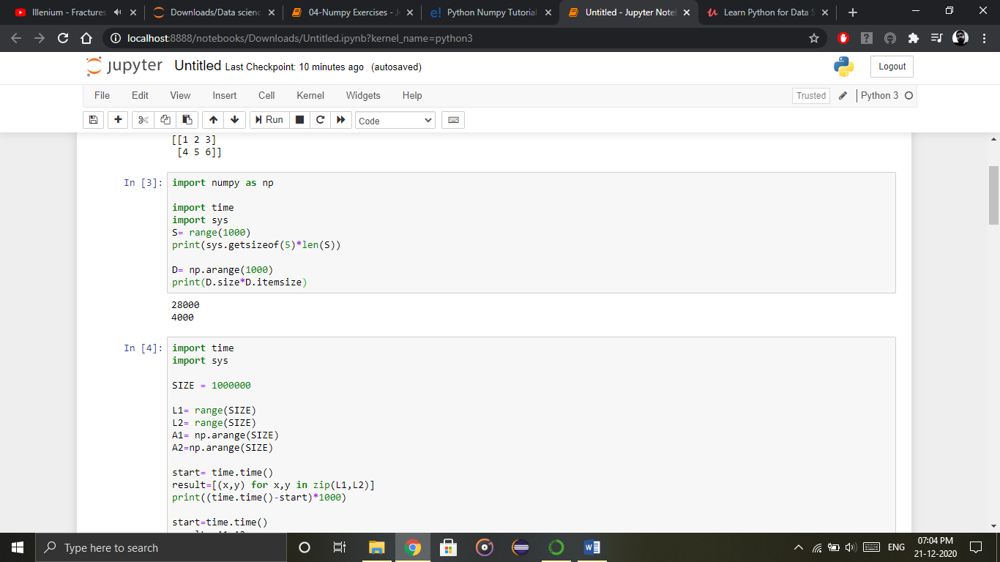 Illenium - Fractures
Downloads/Data scienc
04-Numpy Exercises - J
Python Numpy Tutorial
Untitled - Jupyter Note
Learn Python for Data S
localhost:8888/notebooks/Downloads/Untitled.ipynb?kernel_name=python3
jupyter Untitled Last Checkpoint: 10 minutes ago (autosaved)
Logout
File Edit View Insert Cell Kernel Widgets Help
Trusted Python 3
Run Code
[[1 2 3]
 [4 5 6]]
In [3]: import numpy as np
import time
import sys
S= range(1000)
print(sys.getsizeof(5)*len(S))
D= np.arange(1000)
print(D.size*D.itemsize)
28000
4000
In [4]: import time
import sys
SIZE = 1000000
L1= range(SIZE)
L2= range(SIZE)
A1= np.arange(SIZE)
A2=np.arange(SIZE)
start= time.time()
result=[(x,y) for x,y in zip(L1,L2)]
print((time.time()-start)*1000)
start=time.time()
Type here to search
ENG
07:04 PM
21-12-2020